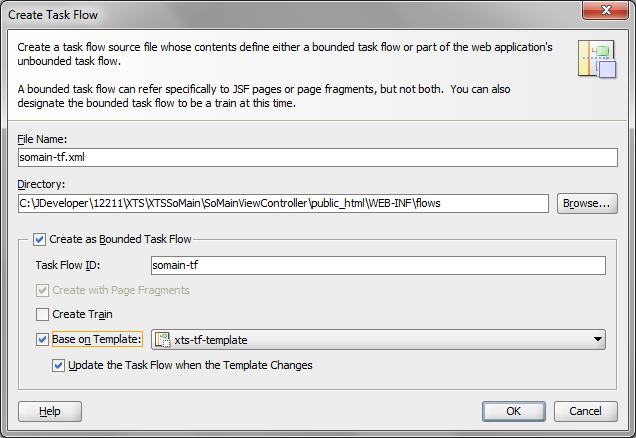 Create Task Flow
Create a task flow source file whose contents define either a bounded task flow or part of the web application's
unbounded task flow.
A bounded task flow can refer specifically to JSF pages or page fragments, but not both. You can also
designate the bounded task flow to be a train at this time.
File Name:
somain-tf.xml
Directory:
C:\JDeveloper\12211\XTS\XTSSoMain\SoMainViewController\public_html\WEB-INF\flows
Browse...
Create as Bounded Task Flow
Task Flow ID:
somain-tf
Create with Page Fragments
Create Train
Base on Template:
xts-tf-template
Update the Task Flow when the Template Changes
Help
OK
Cancel